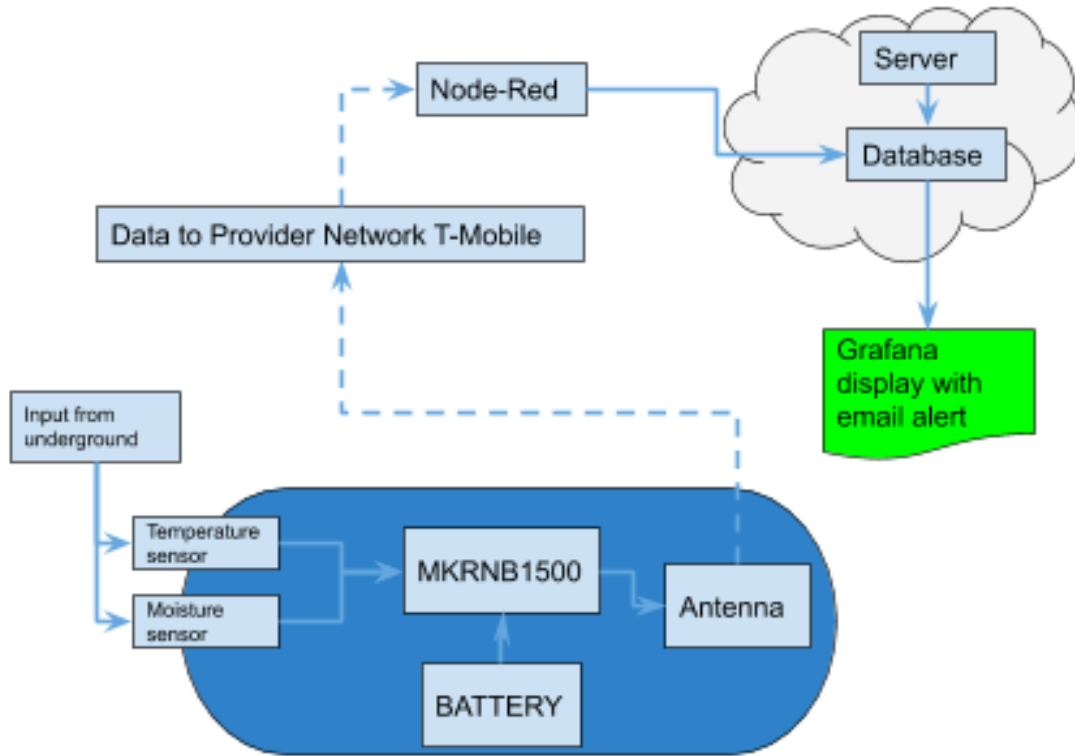 Server
Node-Red
Database
Data to Provider Network T-Mobile
Grafana
display with
email alert
Input from
underground
Temperature
sensor
MKRNB1500
Moisture
sensor
Antenna
BATTERY